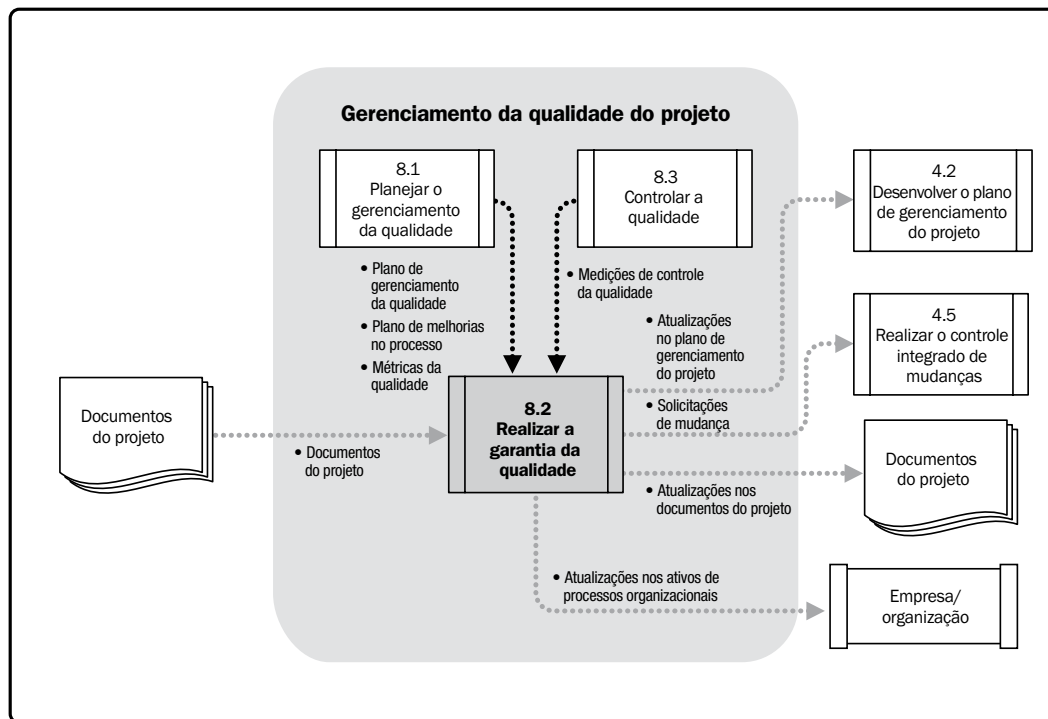 Gerenciamento da qualidade do projeto
8.1
Planejar o
gerenciamento
da qualidade
8.3
Controlar a
qualidade
4.2
Desenvolver o plano
de gerenciamento
do projeto
• Plano de
gerenciamento
da qualidade
• Plano de melhorias
no processo
• Métricas da
qualidade
• Medições de controle
da qualidade
• Atualizações
no plano de
gerenciamento
do projeto
4.5
Realizar o controle
integrado de
mudanças
Documentos
do projeto
• Documentos
do projeto
8.2
Realizar a
garantia da
qualidade
• Solicitações
de mudança
• Atualizações nos
documentos do projeto
Documentos
do projeto
• Atualizações nos ativos de
processos organizacionais
Empresa/
organização